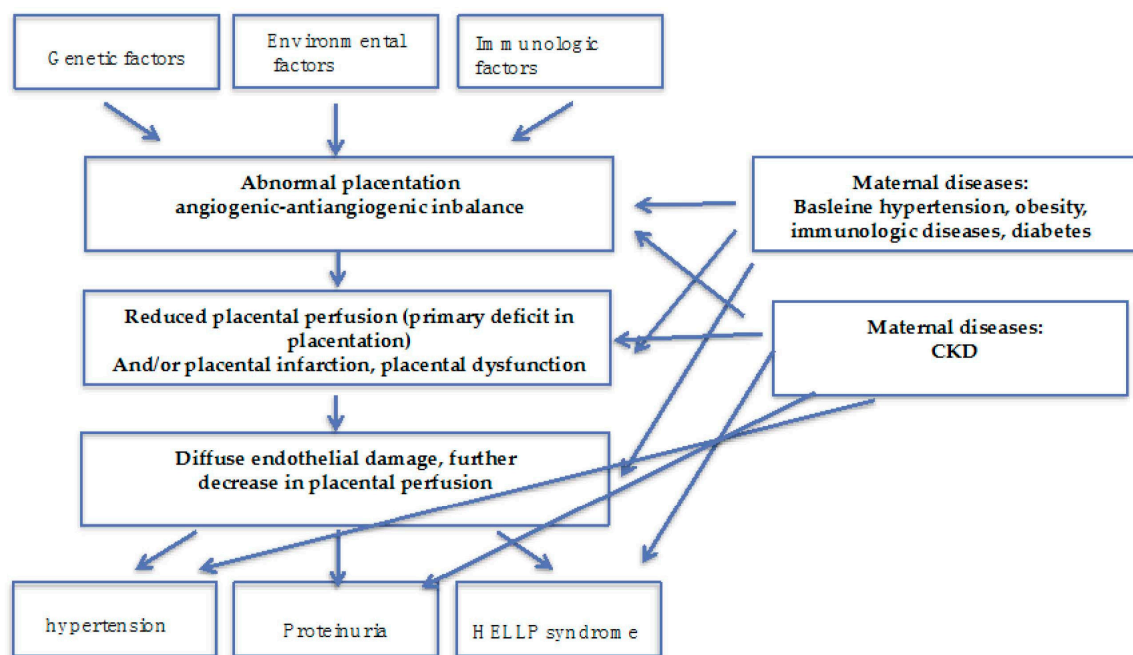 Genetic factors
Environmental
factors
Immunologic
factors
Abnormal placentation
angiogenic-antiangiogenic inbalance
Maternal diseases:
Basleine hypertension, obesity,
immunologic diseases, diabetes
Reduced placental perfusion (primary deficit in
placentation)
And/or placental infarction, placental dysfunction
Maternal diseases:
CKD
Diffuse endothelial damage, further
decrease in placental perfusion
hypertension
Proteinuria
HELLP syndrome